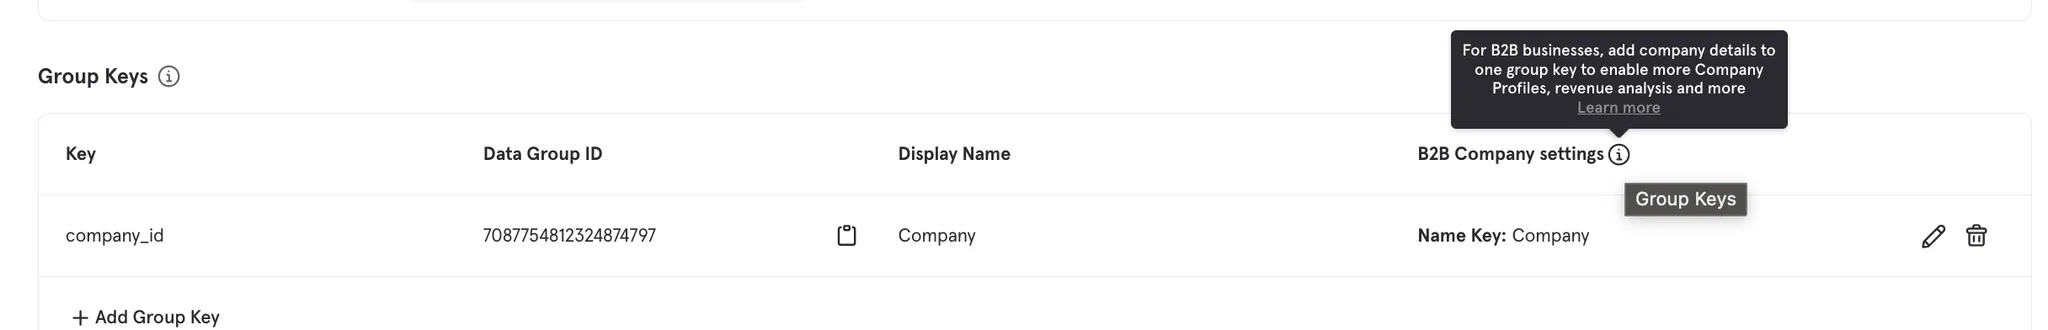 For B2B businesses, add company details to
one group key to enable more Company
Profiles, revenue analysis and more
Learn more
Group Keys
Key Data Group ID Display Name B2B Company settings
Group Keys
company_id 7087754812324874797 Company Name Key: Company
+ Add Group Key